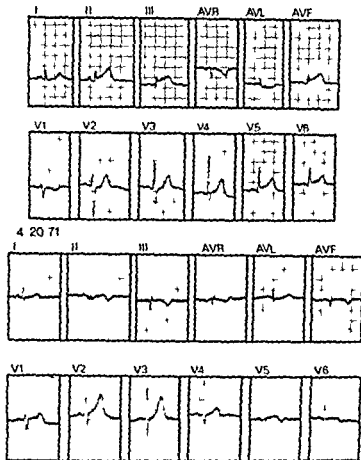 I II III AVR AVL AVF
V1 V2 V3 V4 V5 V6
4 20 71
I II III AVR AVL AVF
V1 V2 V3 V4 V5 V6